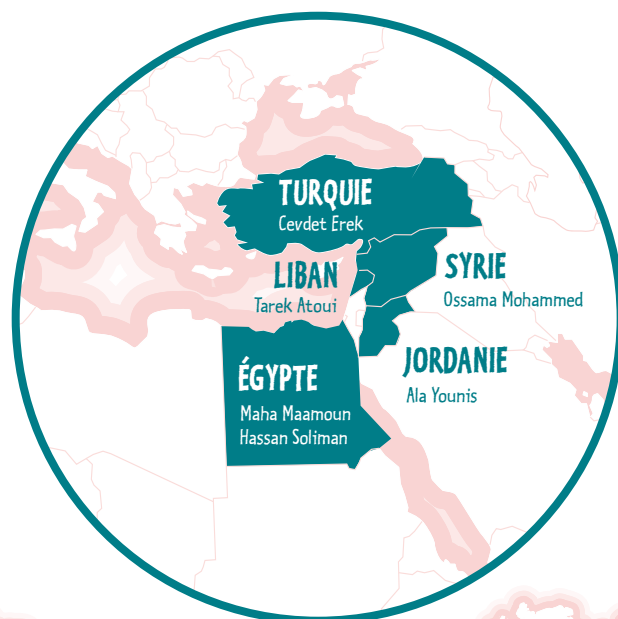 TURQUIE
Cevdet Erek
LIBAN
Tarek Atoui
SYRIE
Ossama Mohammed
JORDANIE
Ala Younis
ÉGYPTE
Maha Maamoun
Hassan Soliman